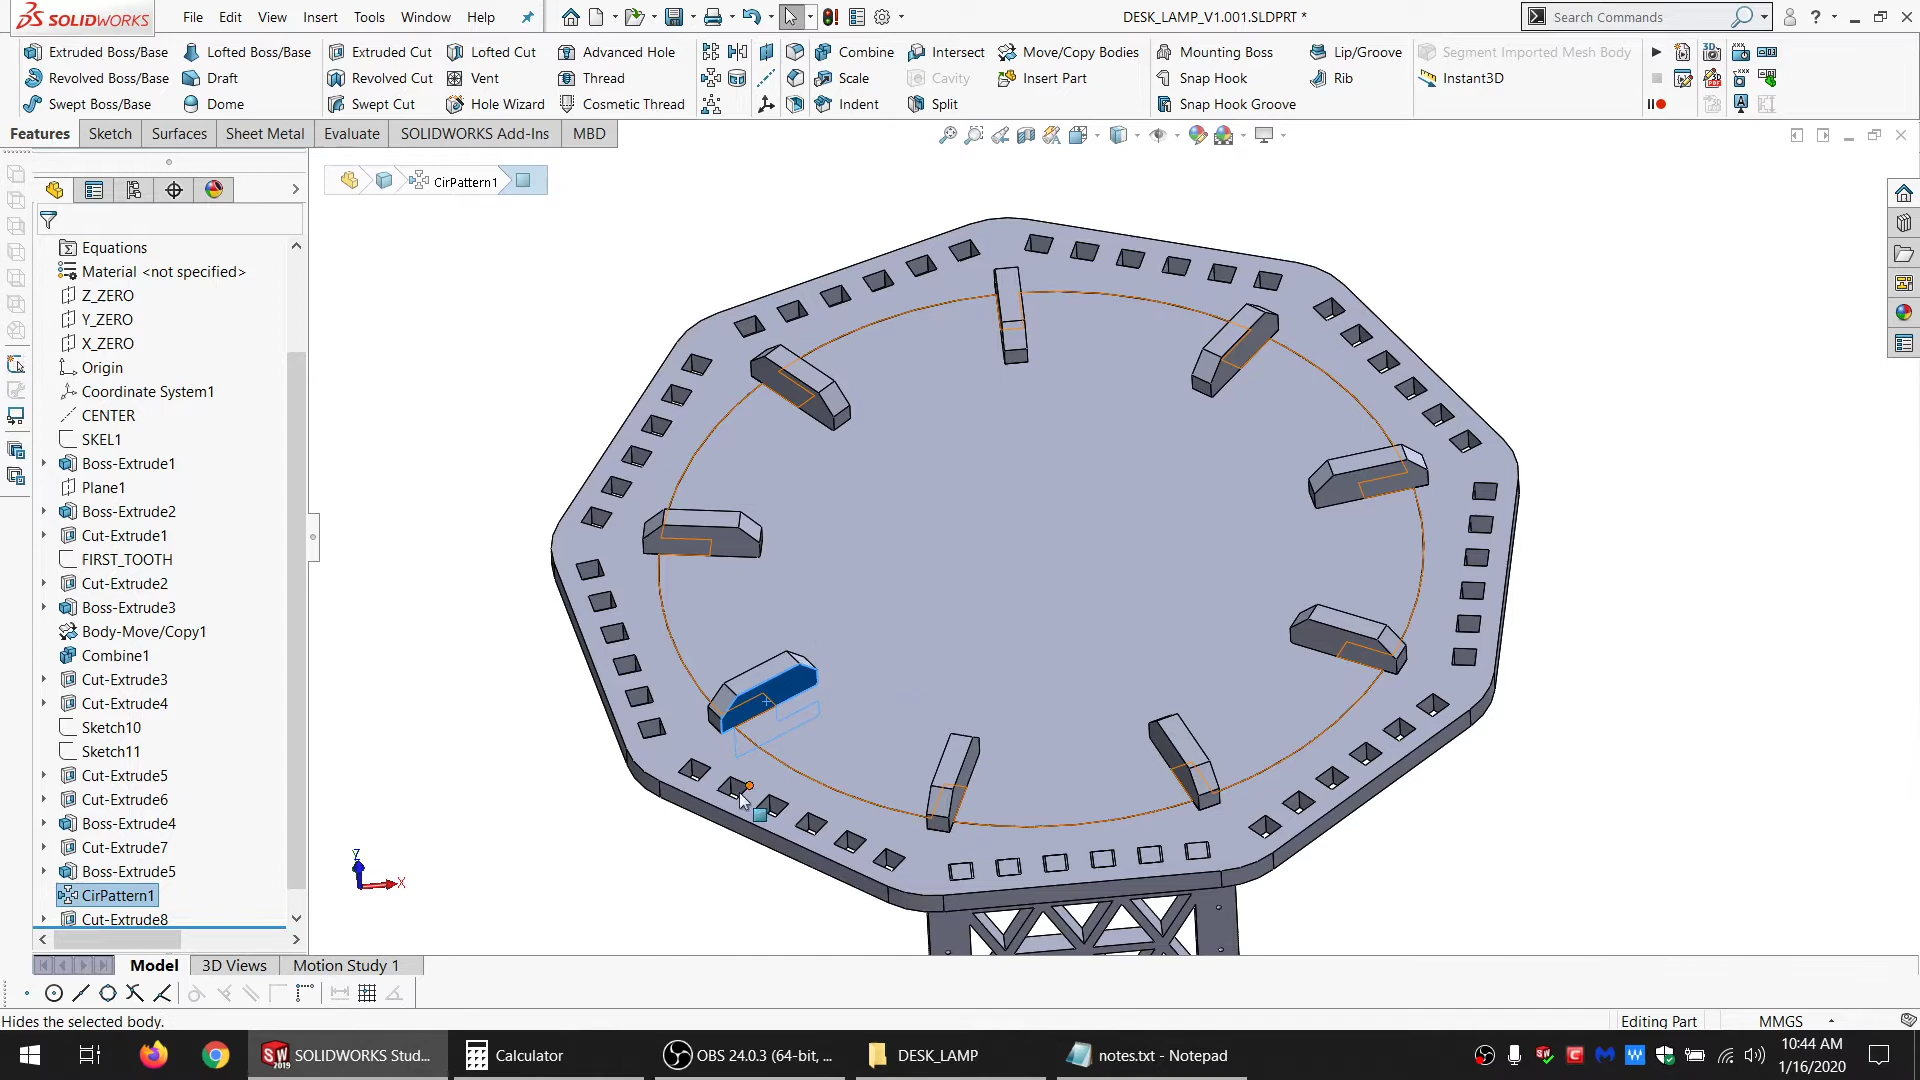 SOLIDWORKS
File
Edit
View
Insert
Tools
Window
Help
DESK_LAMP_V1.001.SLDPRT *
Search Commands
Extruded Boss/Base
Revolved Boss/Base
Swept Boss/Base
Lofted Boss/Base
Draft
Dome
Extruded Cut
Revolved Cut
Swept Cut
Lofted Cut
Vent
Hole Wizard
Advanced Hole
Thread
Cosmetic Thread
Combine
Scale
Indent
Intersect
Cavity
Split
Move/Copy Bodies
Insert Part
Mounting Boss
Snap Hook
Snap Hook Groove
Lip/Groove
Rib
Segment Imported Mesh Body
Instant3D
Features
Sketch
Surfaces
Sheet Metal
Evaluate
SOLIDWORKS Add-Ins
MBD
CirPattern1
Equations
Material <not specified>
Z_ZERO
Y_ZERO
X_ZERO
Origin
Coordinate System1
CENTER
SKEL1
Boss-Extrude1
Plane1
Boss-Extrude2
Cut-Extrude1
FIRST_TOOTH
Cut-Extrude2
Boss-Extrude3
Body-Move/Copy1
Combine1
Cut-Extrude3
Cut-Extrude4
Sketch10
Sketch11
Cut-Extrude5
Cut-Extrude6
Boss-Extrude4
Cut-Extrude7
Boss-Extrude5
CirPattern1
Cut-Extrude8
Z
X
Model
3D Views
Motion Study 1
Hides the selected body.
Editing Part
MMGS
SOLIDWORKS Stud...
Calculator
OBS 24.0.3 (64-bit, ...
DESK_LAMP
notes.txt - Notepad
10:44 AM
1/16/2020